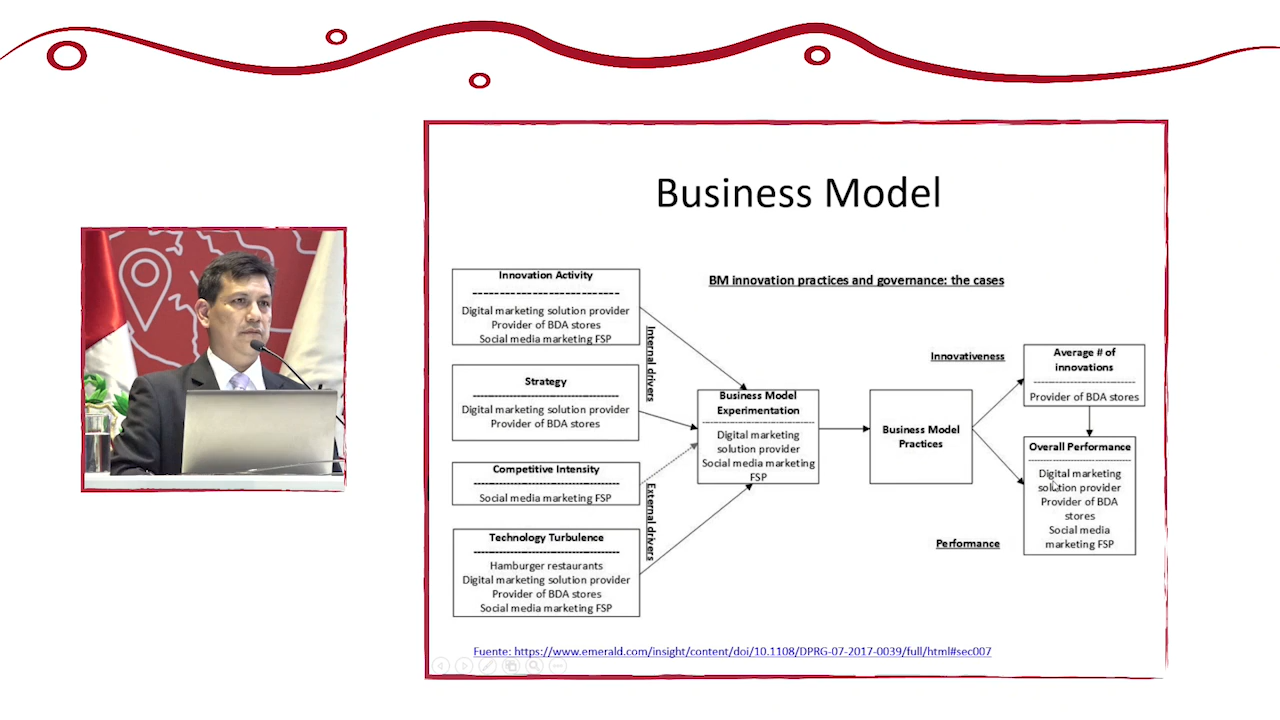 Business Model
BM innovation practices and governance: the cases
Innovation Activity
Digital marketing solution provider
Provider of BDA stores
Social media marketing FSP
Strategy
Digital marketing solution provider
Provider of BDA stores
Competitive Intensity
Social media marketing FSP
Technology Turbulence
Hamburger restaurants
Digital marketing solution provider
Provider of BDA stores
Social media marketing FSP
Internal drivers
External drivers
Business Model
Experimentation
Digital marketing
solution provider
Social media marketing
FSP
Business Model
Practices
Innovativeness
Performance
Average # of
innovations
Provider of BDA stores
Overall Performance
Digital marketing
solution provider
Provider of BDA
stores
Social media
marketing FSP
Fuente: https://www.emerald.com/insight/content/doi/10.1108/DPRG-07-2017-0039/full/html#sec007